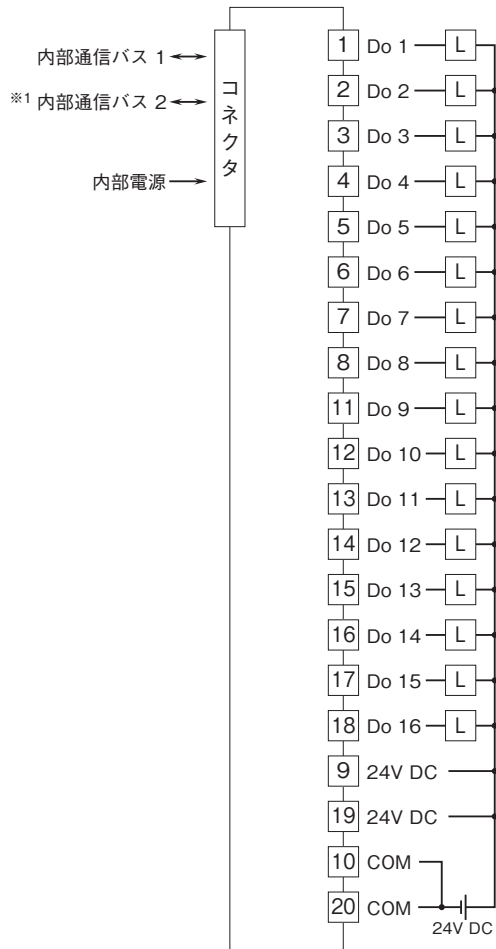 内部通信バス 1
※1 内部通信バス 2
内部電源
コネクタ
1 Do 1 L
2 Do 2 L
3 Do 3 L
4 Do 4 L
5 Do 5 L
6 Do 6 L
7 Do 7 L
8 Do 8 L
11 Do 9 L
12 Do 10 L
13 Do 11 L
14 Do 12 L
15 Do 13 L
16 Do 14 L
17 Do 15 L
18 Do 16 L
9 24V DC
19 24V DC
10 COM
20 COM
24V DC